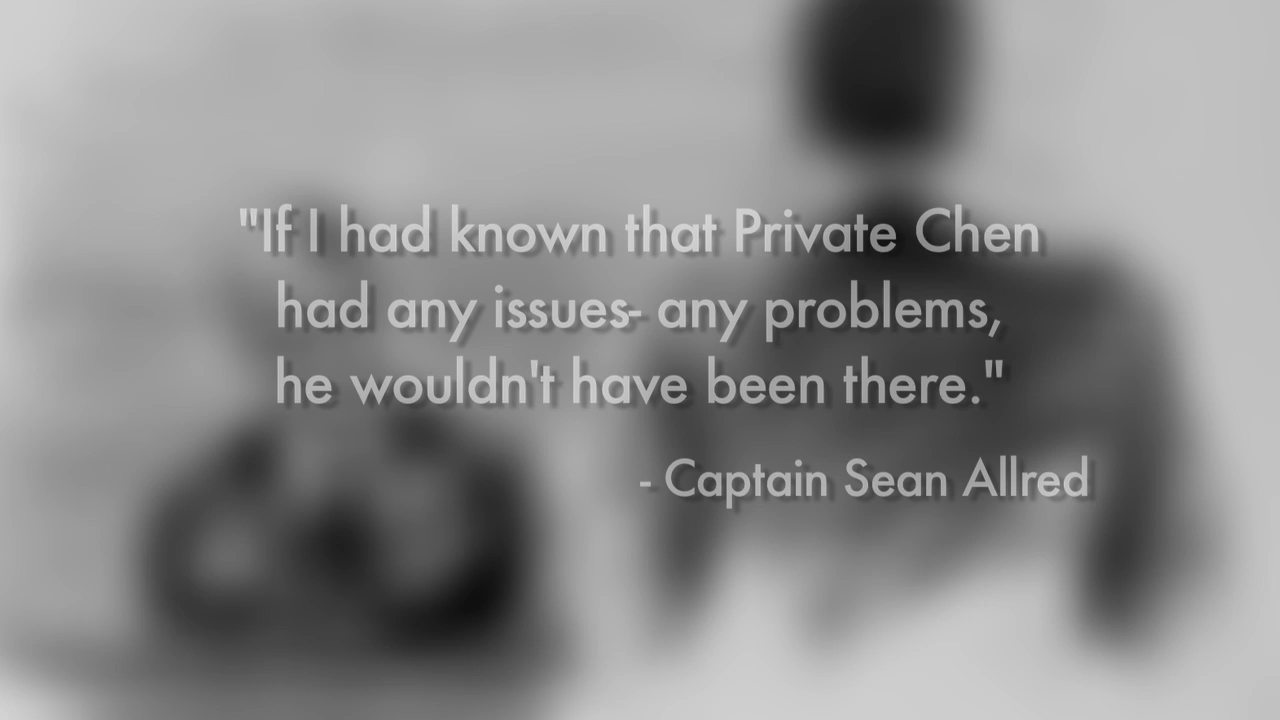 "If I had known that Private Chen
had any issues- any problems,
he wouldn't have been there."
- Captain Sean Allred